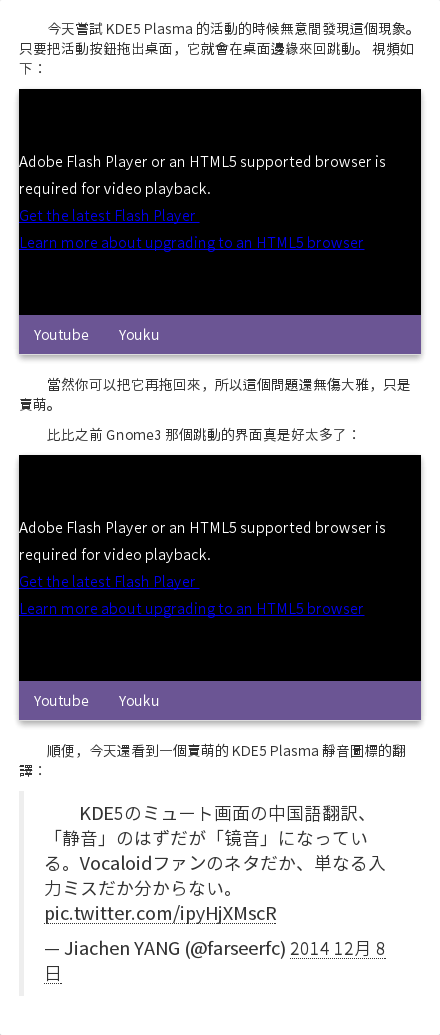 今天嘗試 KDE5 Plasma 的活動的時候無意間發現這個現象。
只要把活動按鈕拖出桌面，它就會在桌面邊緣來回跳動。 視頻如
下：
Adobe Flash Player or an HTML5 supported browser is
required for video playback.
Get the latest Flash Player
Learn more about upgrading to an HTML5 browser
Youtube Youku
當然你可以把它再拖回來，所以這個問題還無傷大雅，只是
賣萌。
比比之前 Gnome3 那個跳動的界面真是好太多了：
Adobe Flash Player or an HTML5 supported browser is
required for video playback.
Get the latest Flash Player
Learn more about upgrading to an HTML5 browser
Youtube Youku
順便，今天還看到一個賣萌的 KDE5 Plasma 靜音圖標的翻
譯：
KDE5のミュート画面の中国語翻訳、
「静音」のはずだが「镜音」になってい
る。Vocaloidファンのネタだか、単なる入
力ミスだか分からない。
pic.twitter.com/ipyHjXMscR
— Jiachen YANG (@farseerfc) 2014 12月 8
日